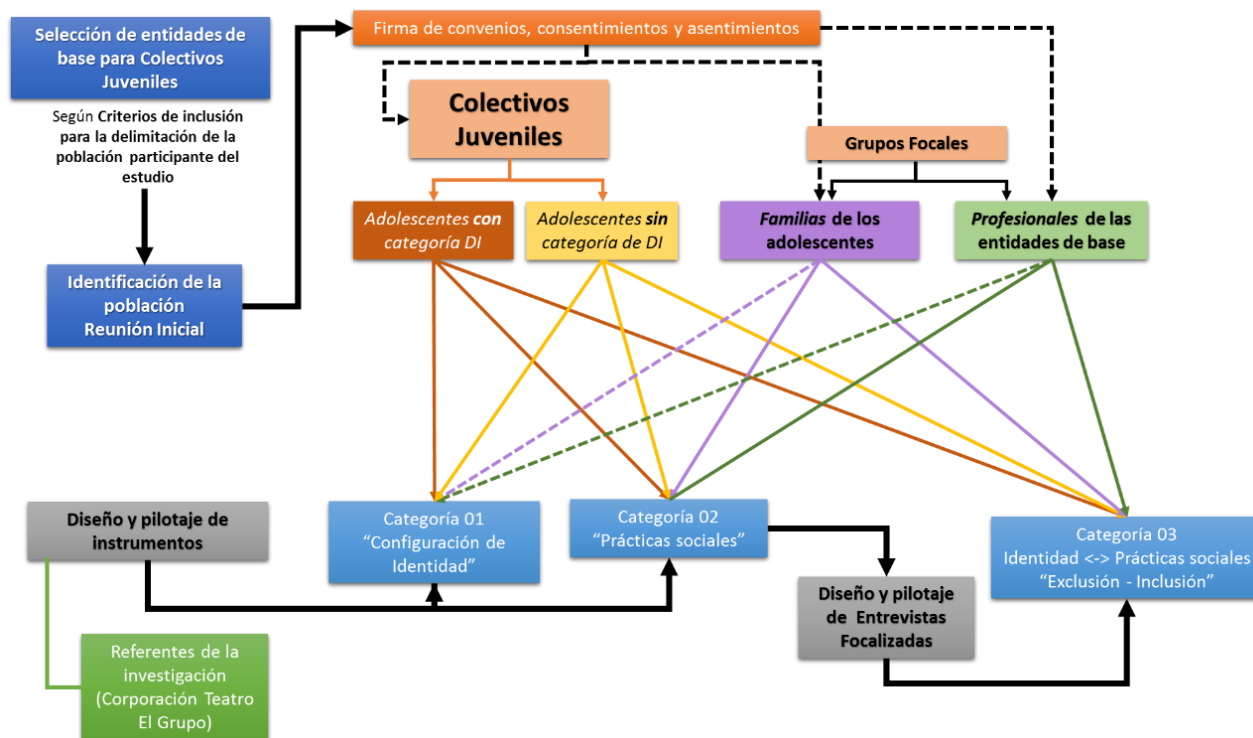 Selección de entidades de
base para Colectivos
Juveniles
Según Criterios de inclusión
para la delimitación de la
población participante del
estudio
Identificación de la
población
Reunión Inicial
Firma de convenios, consentimientos y asentimientos
Colectivos
Juveniles
Grupos Focales
Adolescentes con
categoría DI
Adolescentes sin
categoría de DI
Familias de los
adolescentes
Profesionales de las
entidades de base
Diseño y pilotaje de
instrumentos
Categoría 01
“Configuración de
Identidad”
Categoría 02
“Prácticas sociales”
Categoría 03
Identidad <-> Prácticas sociales
“Exclusión - Inclusión”
Diseño y pilotaje
de Entrevistas
Focalizadas
Referentes de la
investigación
(Corporación Teatro
El Grupo)